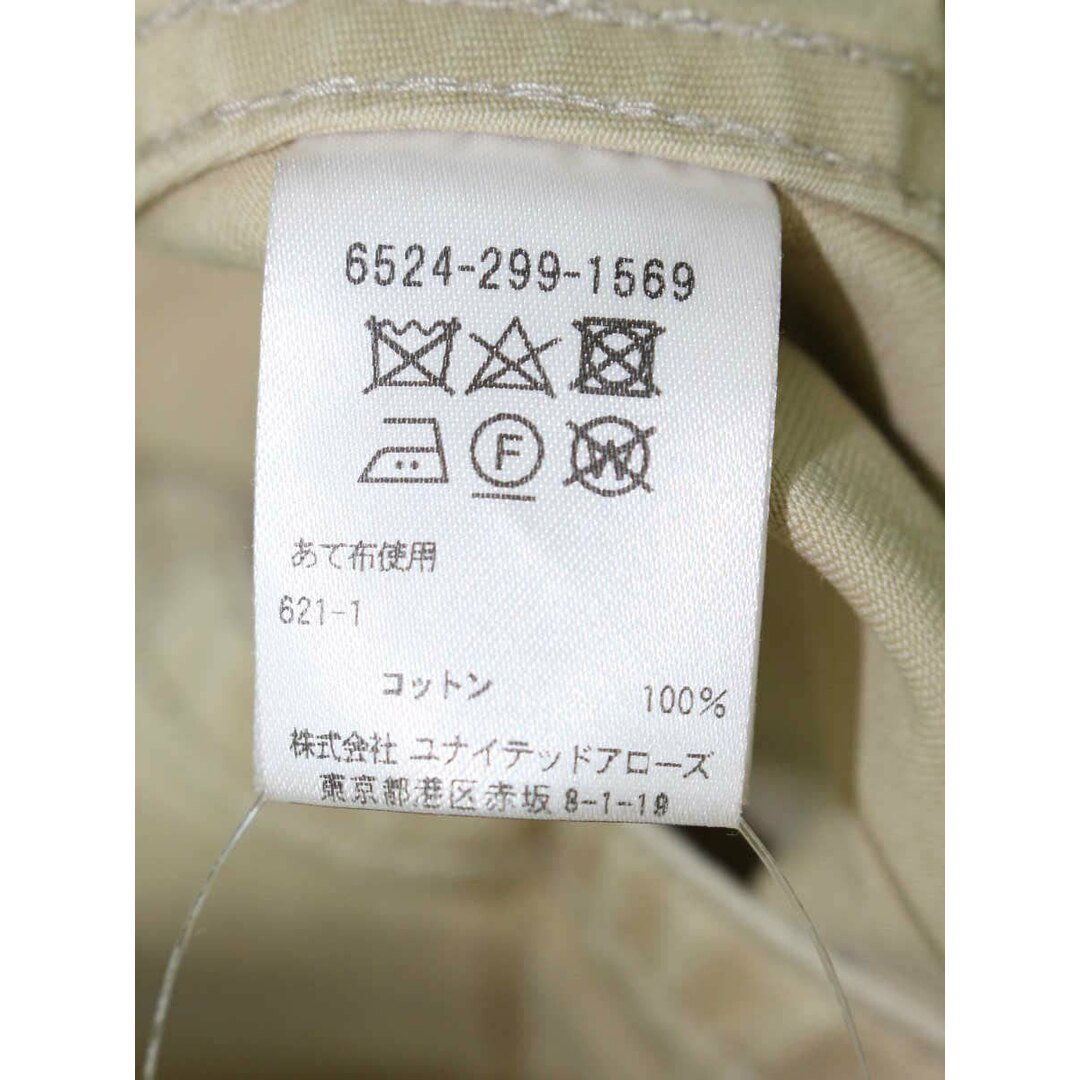 6524-299-1569
F
W
あて布使用
621-1
コットン 100%
株式会社 ユナイテッドアローズ
東京都港区赤坂 8-1-19